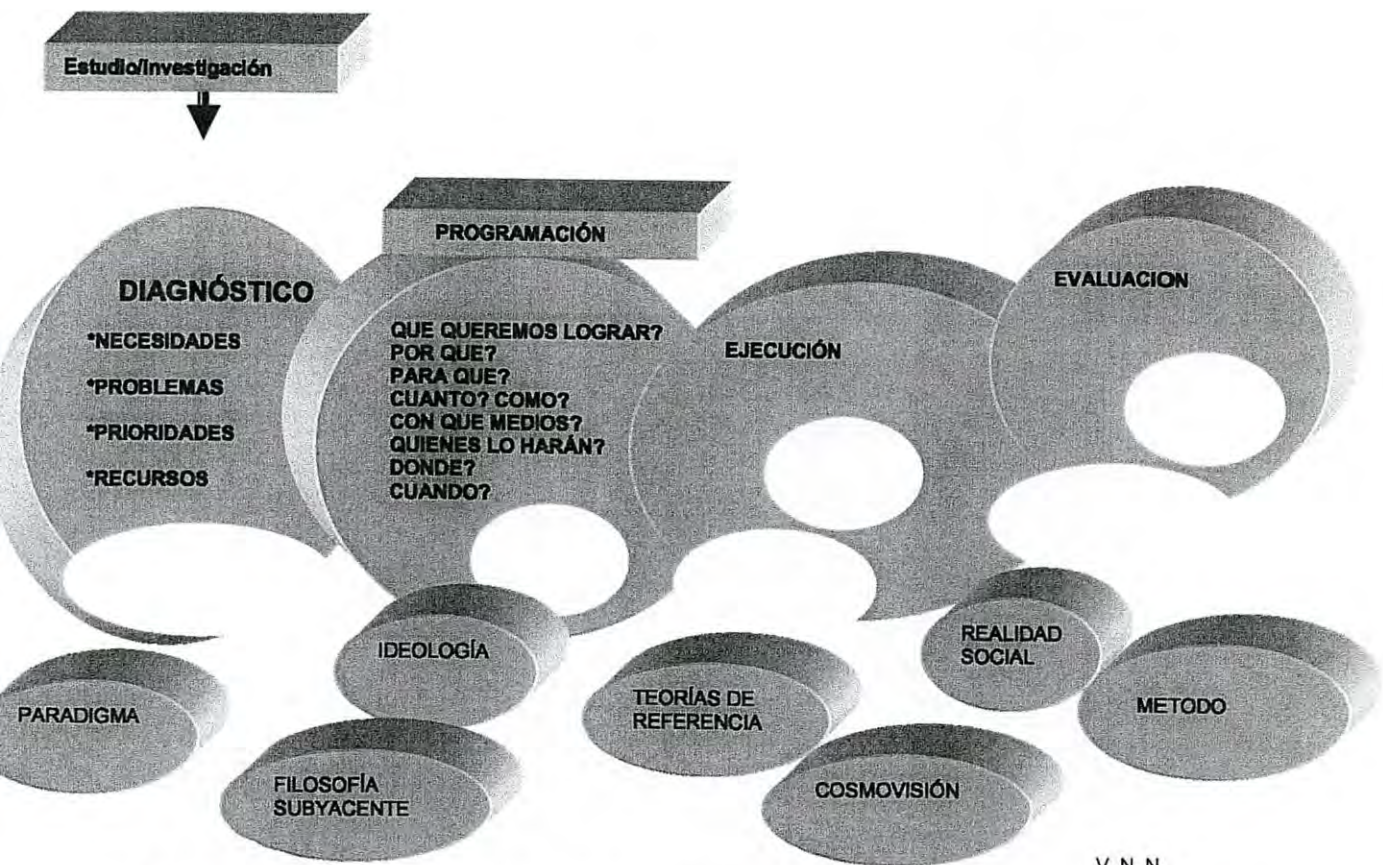 Estudio/Investigación
PROGRAMACIÓN
DIAGNÓSTICO
*NECESIDADES
*PROBLEMAS
*PRIORIDADES
*RECURSOS
QUE QUEREMOS LOGRAR?
POR QUE?
PARA QUE?
CUANTO? COMO?
CON QUE MEDIOS?
QUIENES LO HARÁN?
DONDE?
CUANDO?
EJECUCIÓN
EVALUACION
PARADIGMA
IDEOLOGÍA
FILOSOFÍA
SUBYACENTE
TEORÍAS DE
REFERENCIA
COSMOVISIÓN
REALIDAD
SOCIAL
METODO
V. N. N.